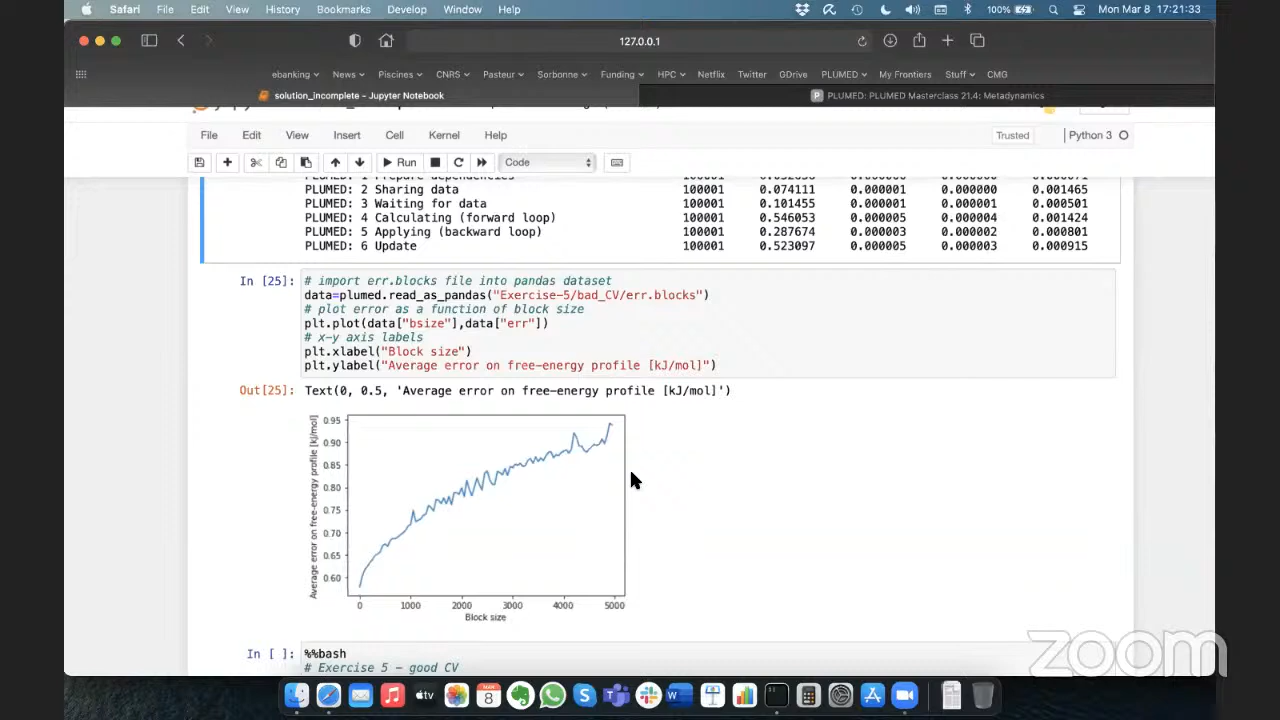 Safari File Edit View History Bookmarks Develop Window Help 100% Mon Mar 8 17:21:33
127.0.0.1
ebanking News Piscines CNRS Pasteur Sorbonne Funding HPC Netflix Twitter GDrive PLUMED My Frontiers Stuff CMG
solution_incomplete – Jupyter Notebook
PLUMED: PLUMED Masterclass 21.4: Metadynamics
File Edit View Insert Cell Kernel Help Trusted Python 3
Run Code
PLUMED: 1 Prepare dependencies 100001
PLUMED: 2 Sharing data 100001 0.074111 0.000001 0.000000 0.001465
PLUMED: 3 Waiting for data 100001 0.101455 0.000001 0.000001 0.000501
PLUMED: 4 Calculating (forward loop) 100001 0.546053 0.000005 0.000004 0.001424
PLUMED: 5 Applying (backward loop) 100001 0.287674 0.000003 0.000002 0.000801
PLUMED: 6 Update 100001 0.523097 0.000005 0.000003 0.000915
In [25]: # import err.blocks file into pandas dataset
data=plumed.read_as_pandas("Exercise-5/bad_CV/err.blocks")
# plot error as a function of block size
plt.plot(data["bsize"],data["err"])
# x-y axis labels
plt.xlabel("Block size")
plt.ylabel("Average error on free-energy profile [kJ/mol]")
Out[25]: Text(0, 0.5, 'Average error on free-energy profile [kJ/mol]')
Average error on free-energy profile [kJ/mol]
0.95
0.90
0.85
0.80
0.75
0.70
0.65
0.60
0 1000 2000 3000 4000 5000
Block size
In [ ]: %%bash
# Exercise 5 – good CV
zoom
MAR 8
tv